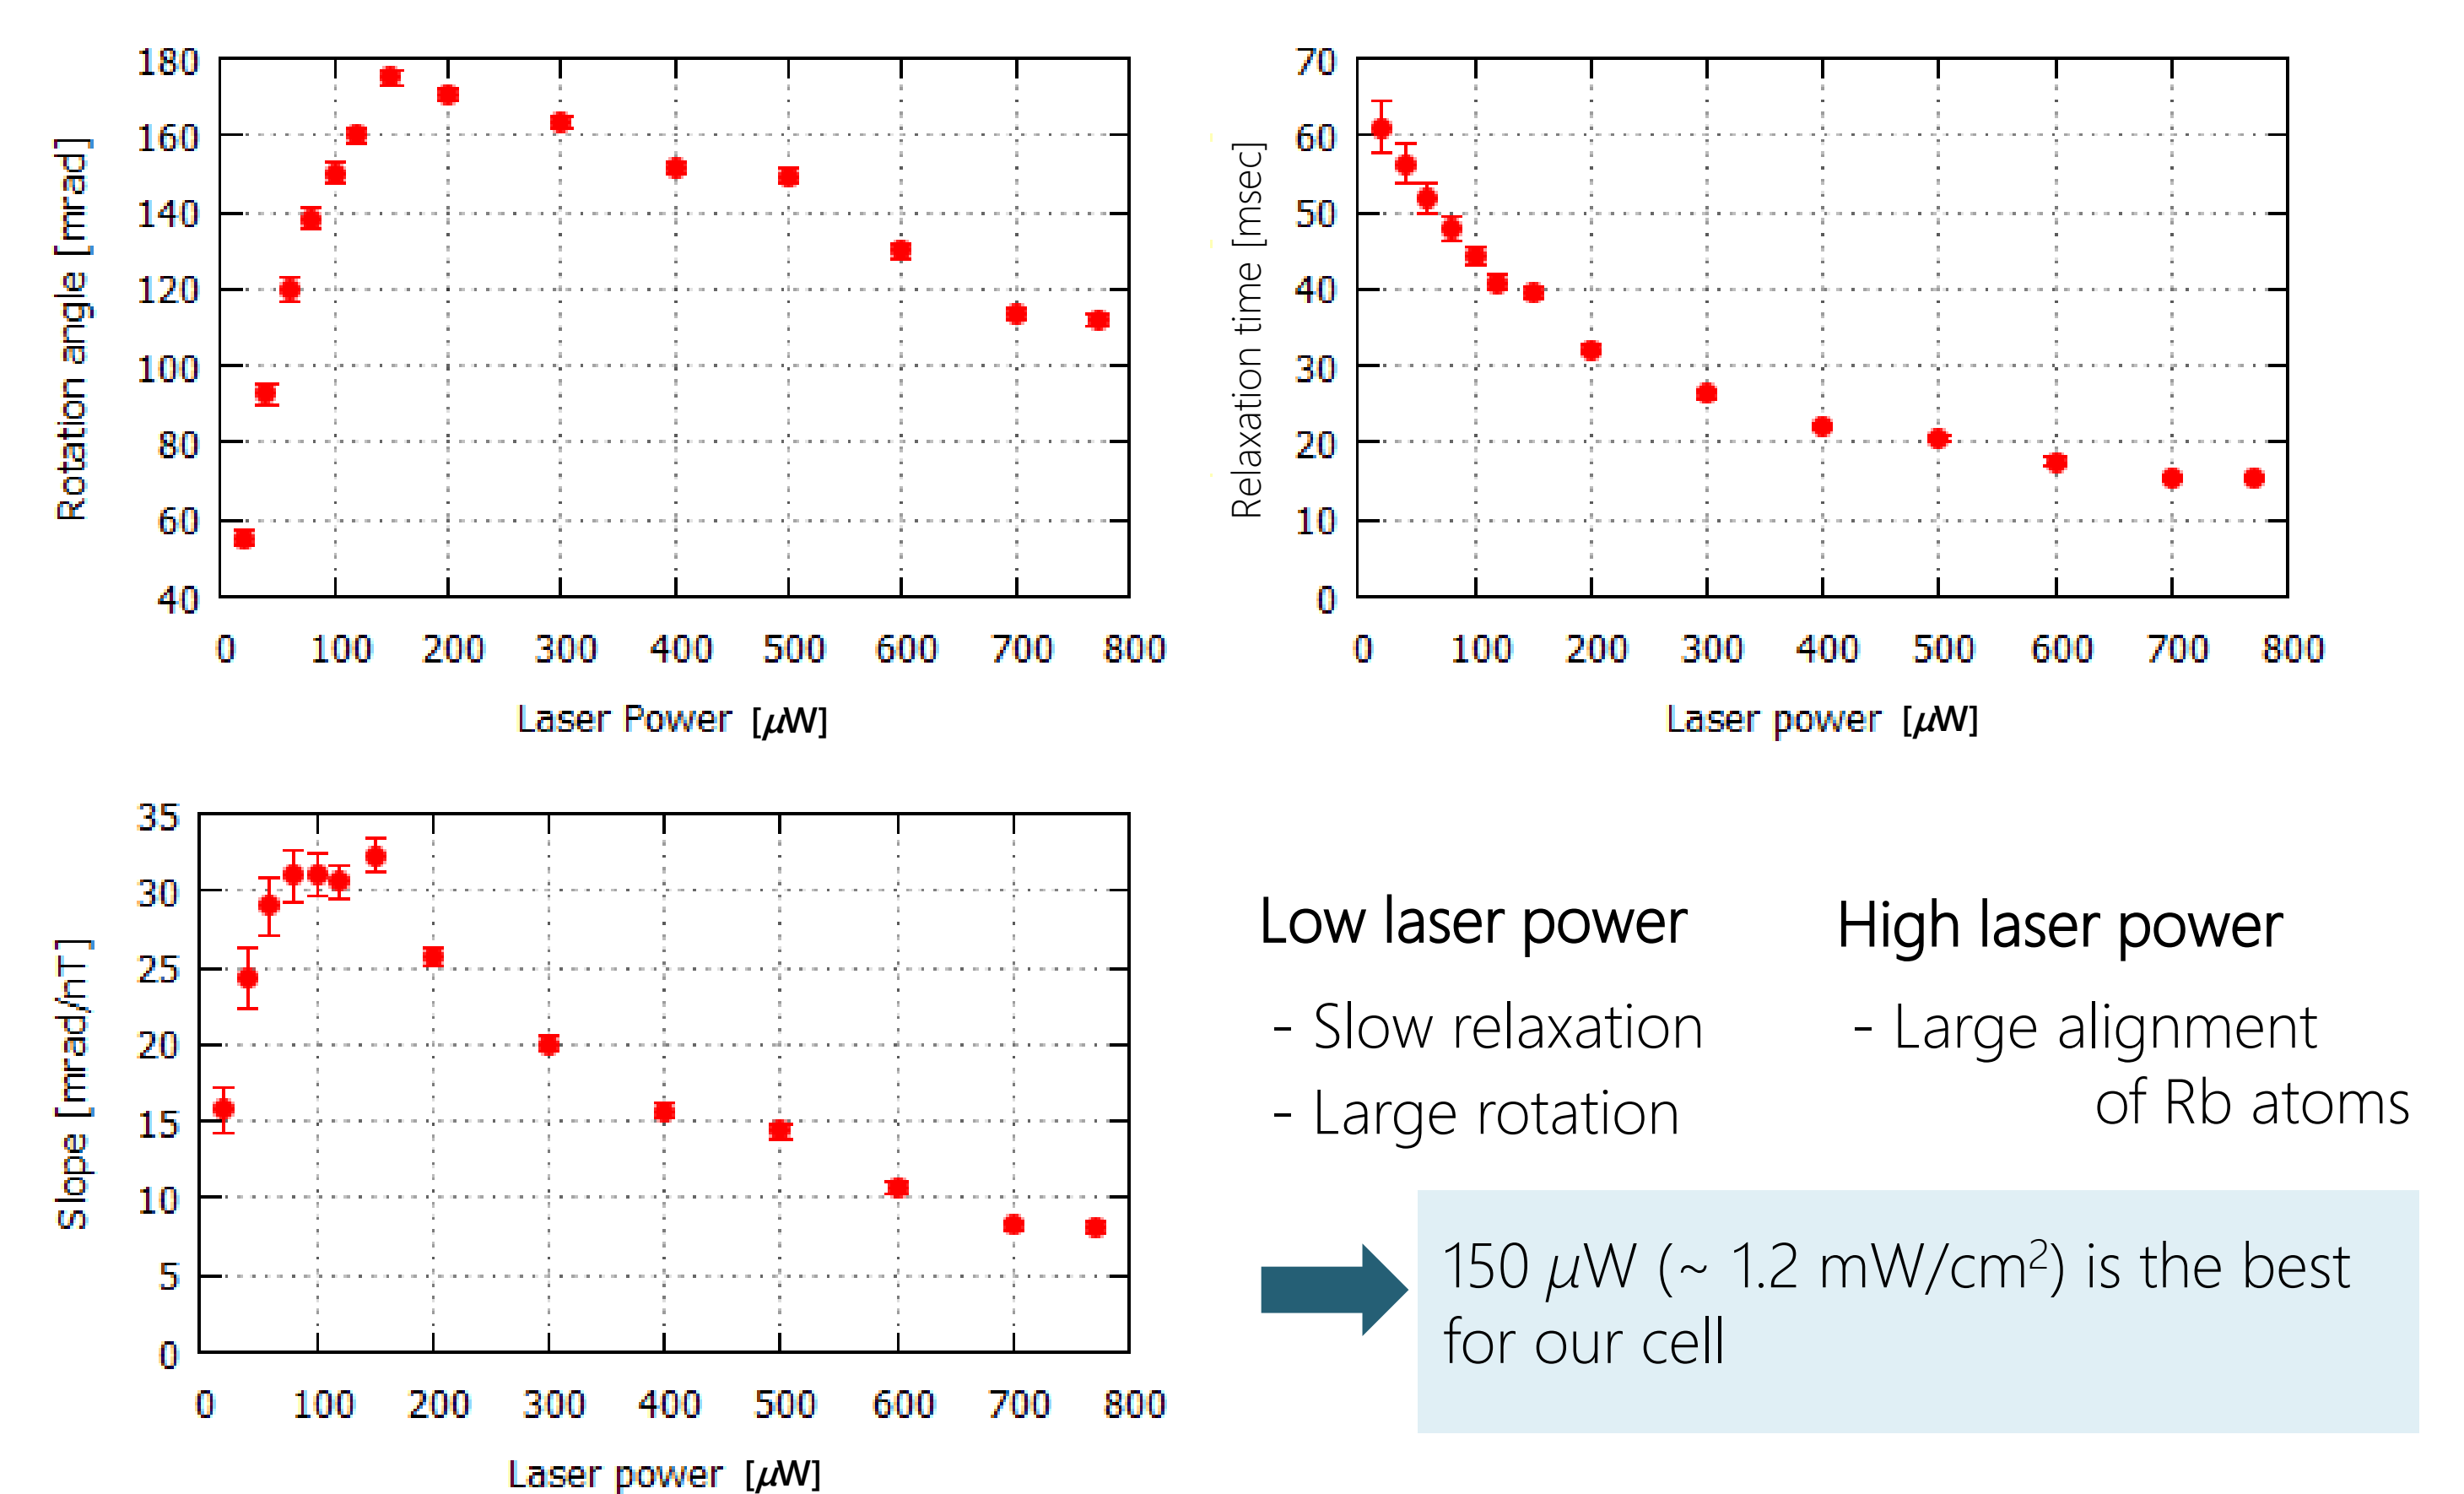 180
160
140
120
100
80
60
40
Rotation angle [mrad]
0 100 200 300 400 500 600 700 800
Laser Power [μW]
70
60
50
40
30
20
10
0
Relaxation time [msec]
0 100 200 300 400 500 600 700 800
Laser power [μW]
35
30
25
20
15
10
5
0
Slope [mrad/nT]
0 100 200 300 400 500 600 700 800
Laser power [μW]
Low laser power
- Slow relaxation
- Large rotation
High laser power
- Large alignment
of Rb atoms
150 μW (~ 1.2 mW/cm²) is the best
for our cell